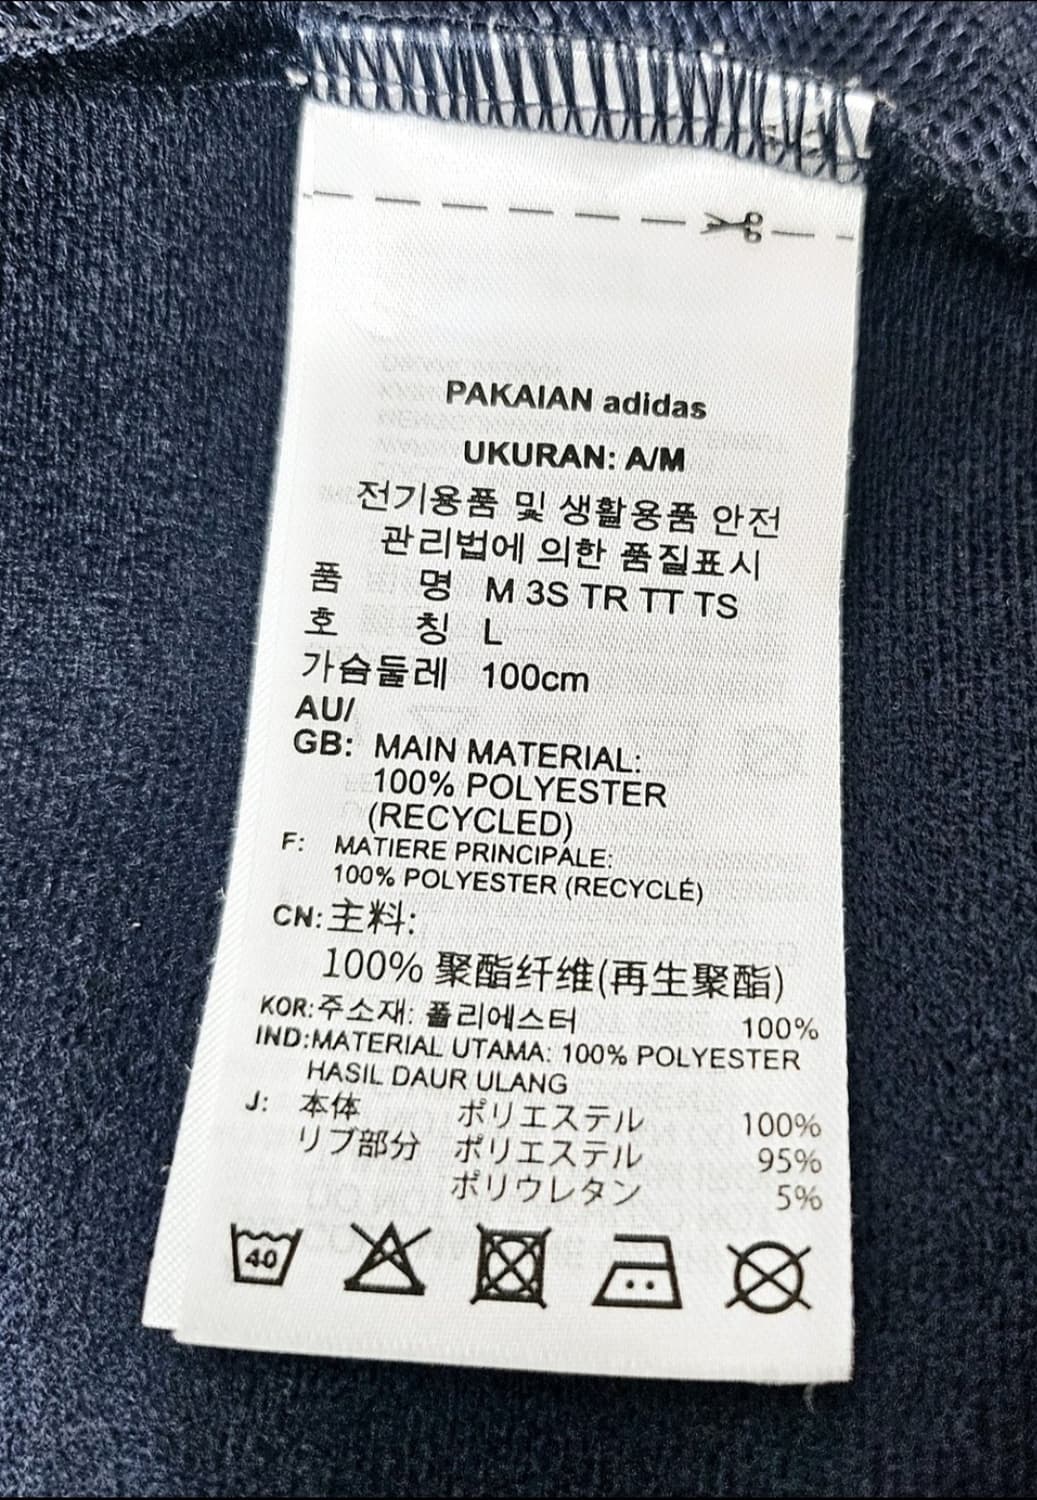 PAKAIAN adidas
UKURAN: A/M
전기용품 및 생활용품 안전
관리법에 의한 품질표시
품 명 M 3S TR TT TS
호 칭 L
가슴둘레 100cm
AU/
GB: MAIN MATERIAL:
100% POLYESTER
(RECYCLED)
F: MATIERE PRINCIPALE:
100% POLYESTER (RECYCLÉ)
CN: 主料:
100% 聚酯纤维(再生聚酯)
KOR: 주소재: 폴리에스터 100%
IND:MATERIAL UTAMA: 100% POLYESTER
HASIL DAUR ULANG
J: 本体 ポリエステル 100%
リブ部分 ポリエステル 95%
ポリウレタン 5%
40